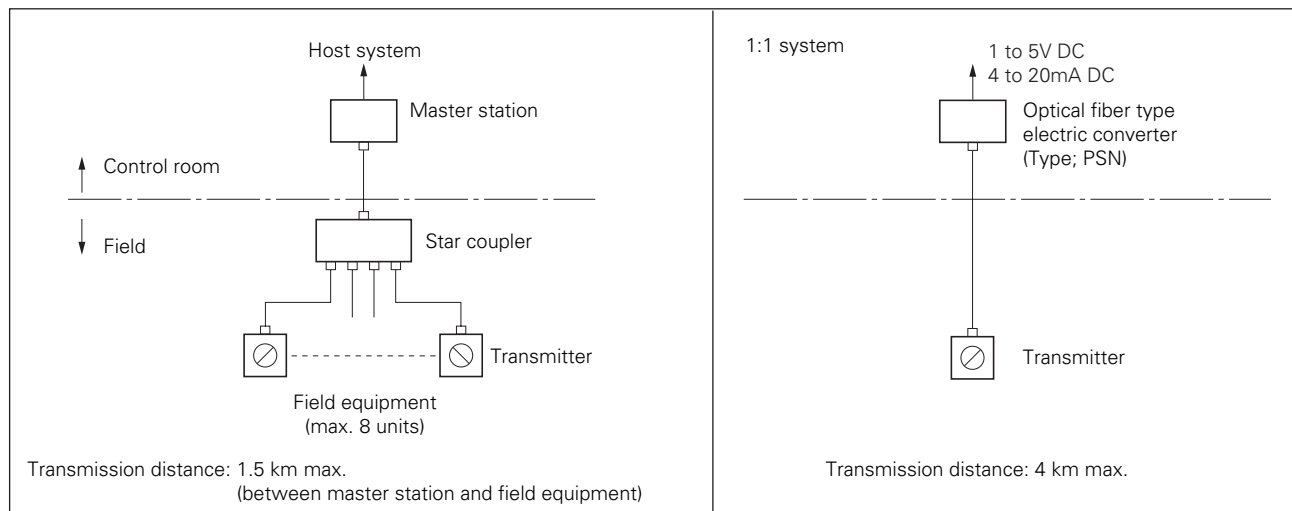 Host system
Master station
Control room
Field
Star coupler
Transmitter
Field equipment
(max. 8 units)
Transmission distance: 1.5 km max.
(between master station and field equipment)
1:1 system
1 to 5V DC
4 to 20mA DC
Optical fiber type
electric converter
(Type; PSN)
Transmitter
Transmission distance: 4 km max.